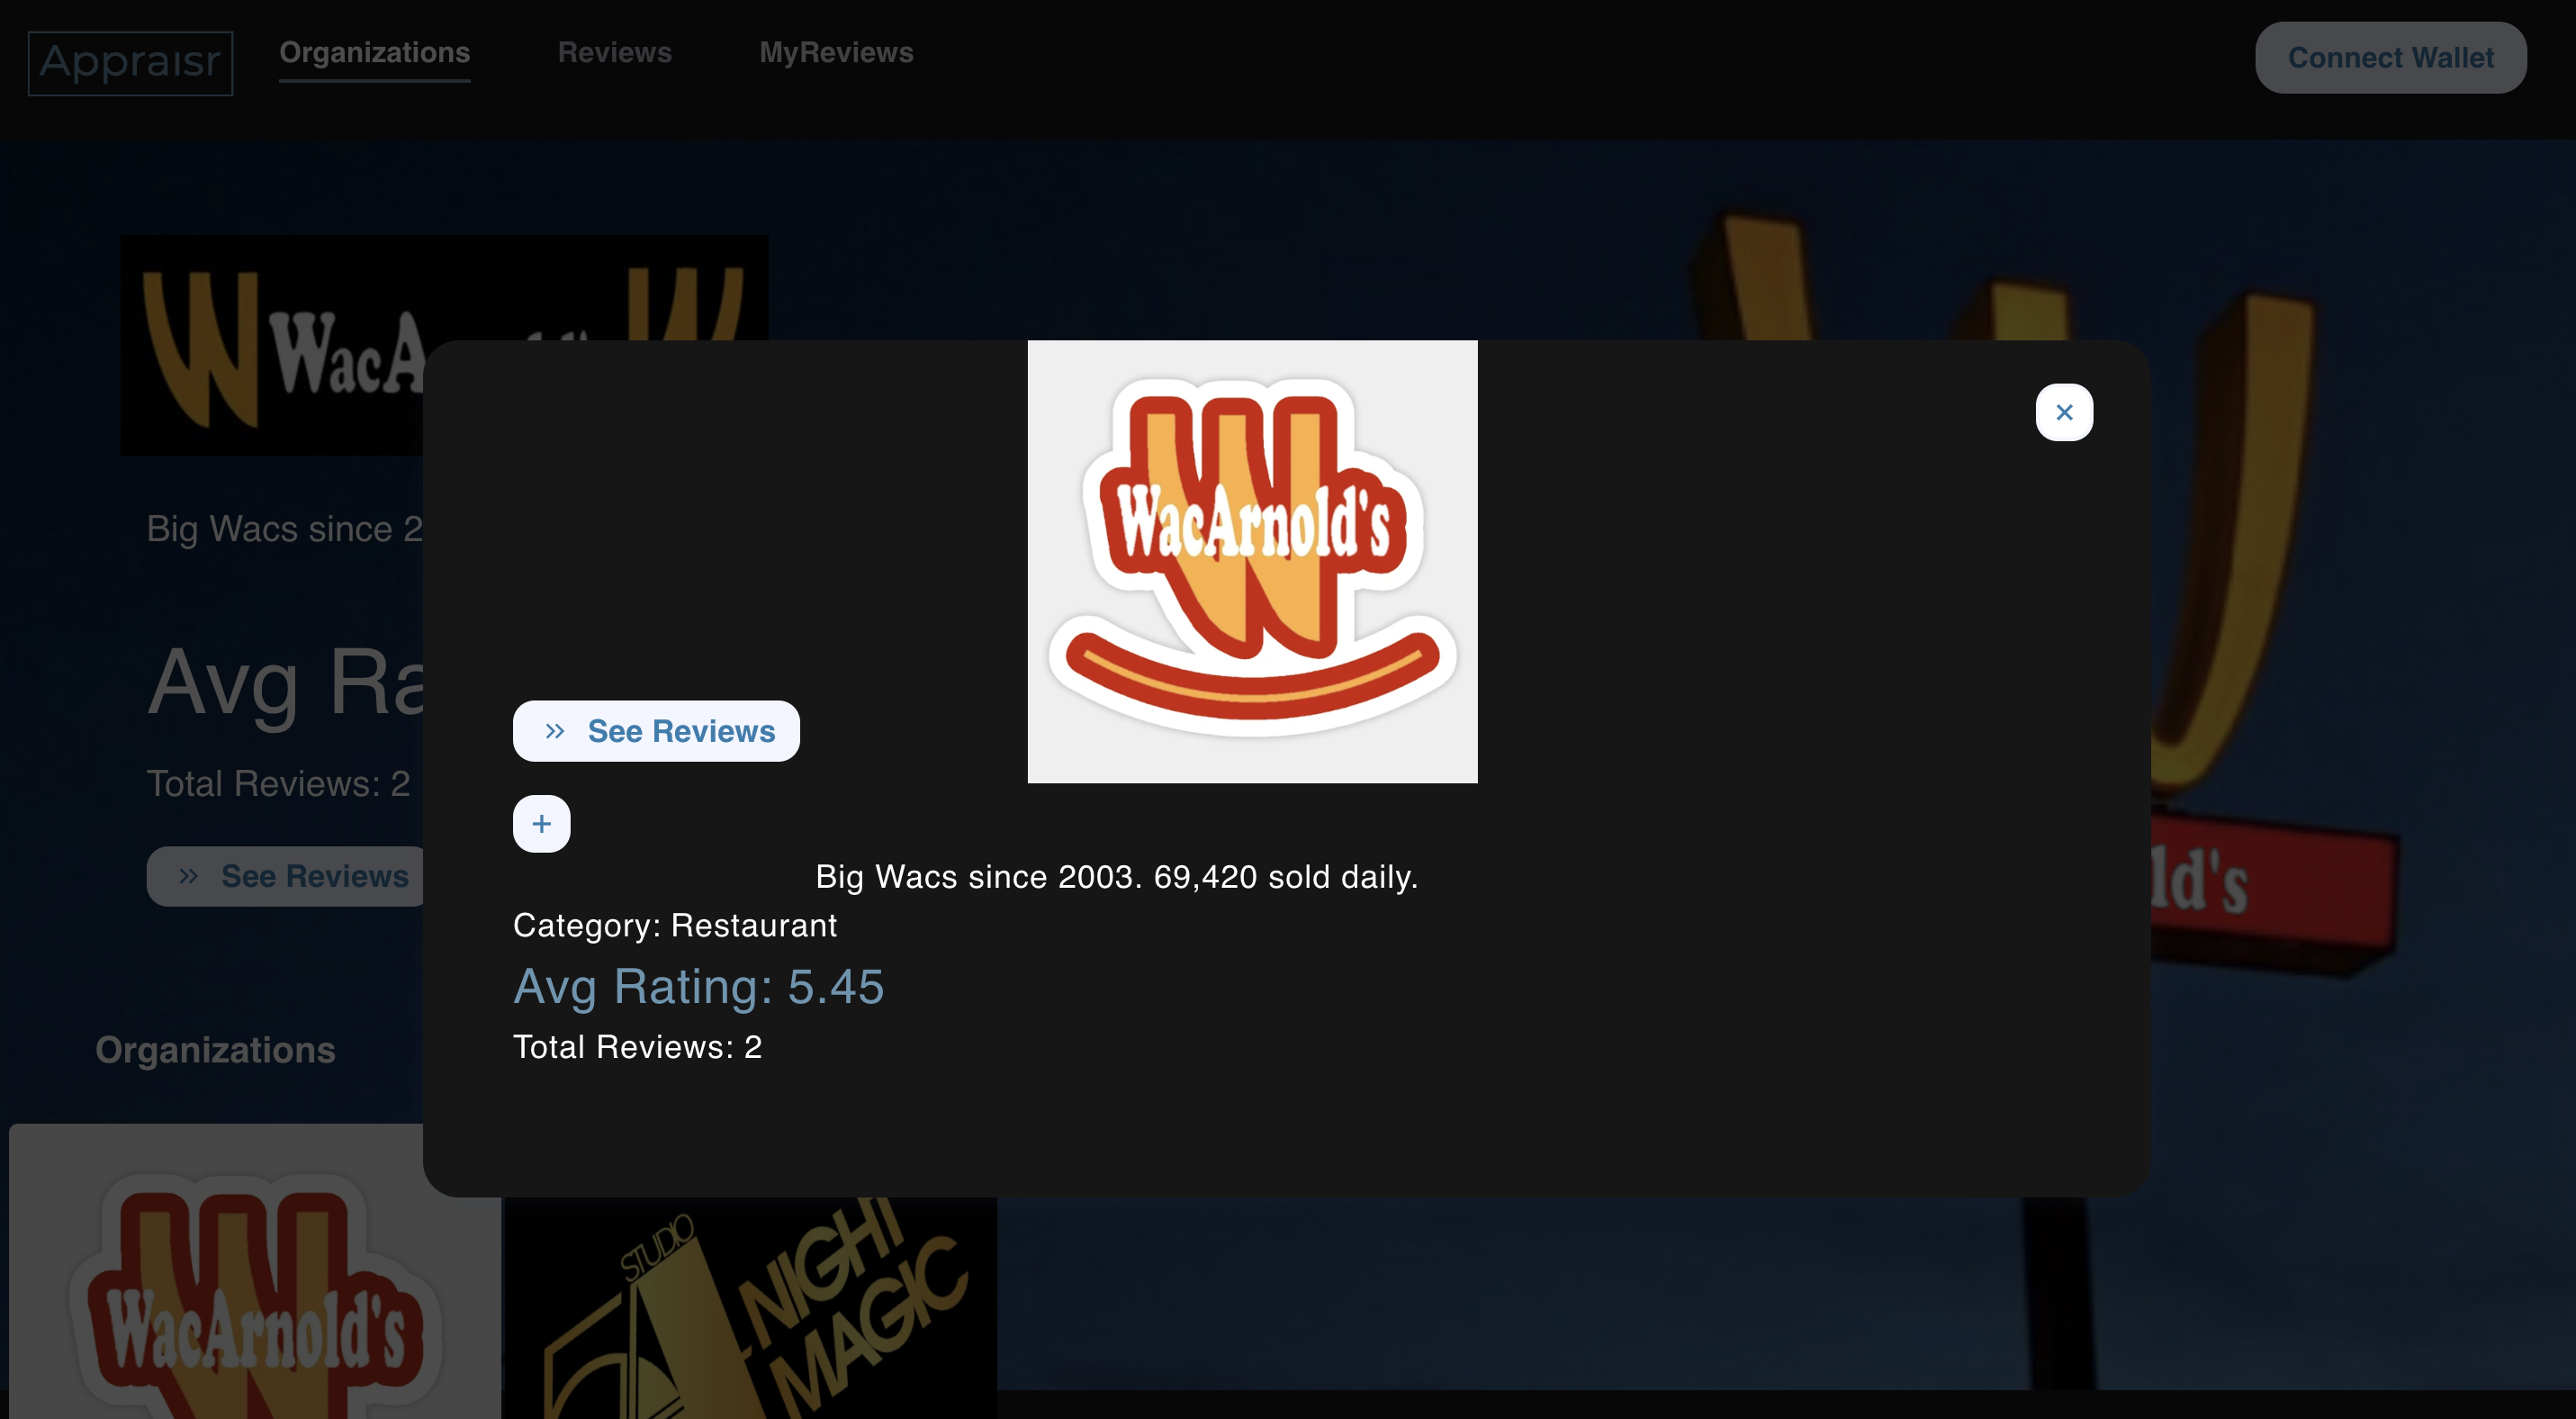 Appraisr
Organizations
Reviews
MyReviews
Connect Wallet
WacA
Big Wacs since 2
Avg Ra
Total Reviews: 2
See Reviews
Organizations
WacArnold's
See Reviews
Big Wacs since 2003. 69,420 sold daily.
Category: Restaurant
Avg Rating: 5.45
Total Reviews: 2
ld's
WacArnold's
STUDIO
NIGHT
MAGIC